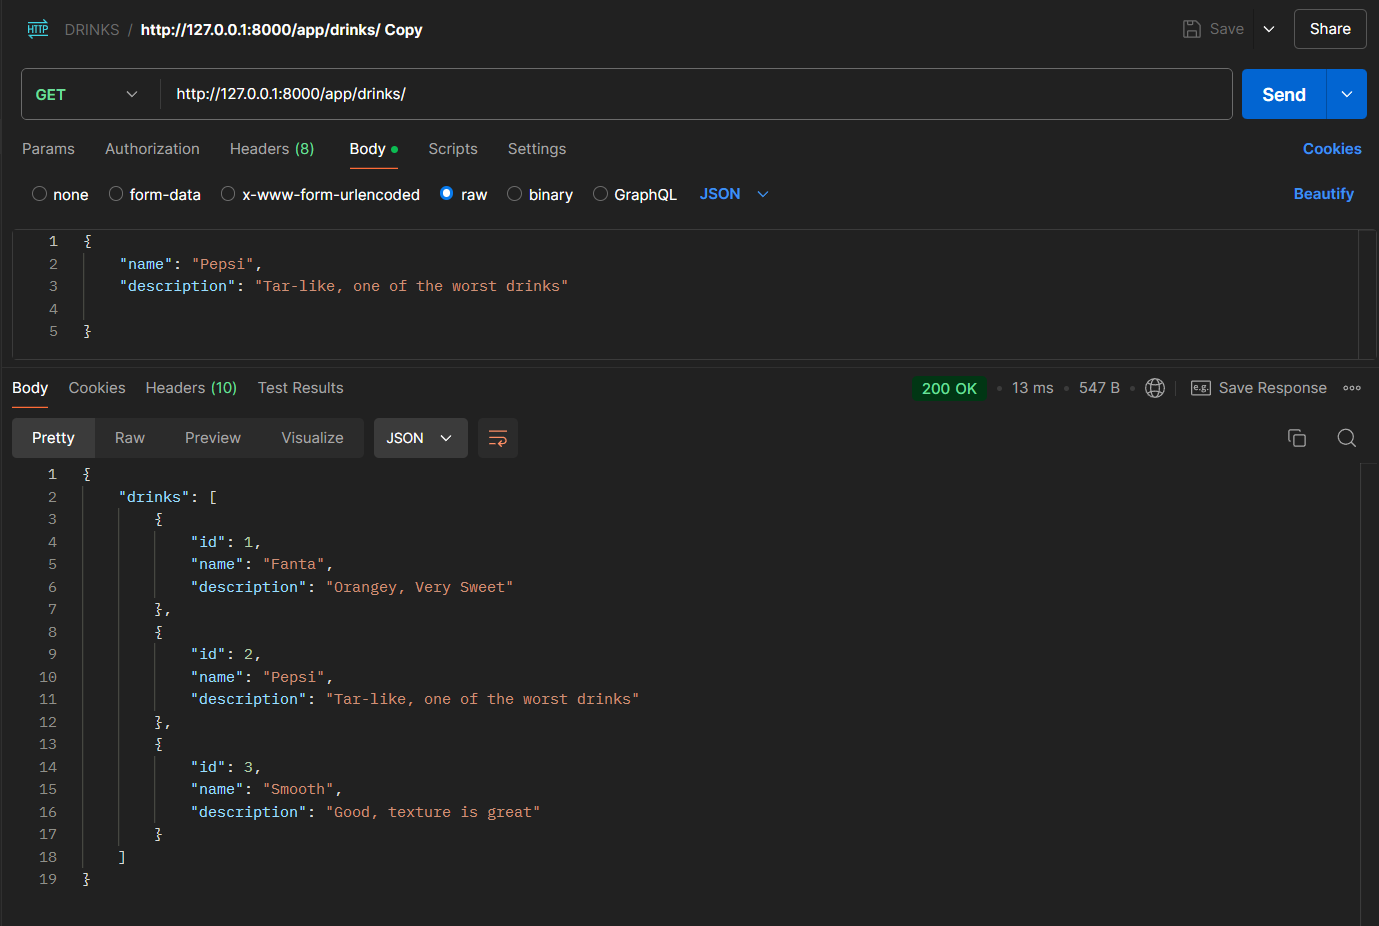 HTTP DRINKS / http://127.0.0.1:8000/app/drinks/ Copy Save Share
GET http://127.0.0.1:8000/app/drinks/ Send
Params Authorization Headers (8) Body Scripts Settings Cookies
none form-data x-www-form-urlencoded raw binary GraphQL JSON Beautify
1 {
2 "name": "Pepsi",
3 "description": "Tar-like, one of the worst drinks"
4
5 }
Body Cookies Headers (10) Test Results 200 OK • 13 ms • 547 B • e.g. Save Response
Pretty Raw Preview Visualize JSON
1 {
2 "drinks": [
3 {
4 "id": 1,
5 "name": "Fanta",
6 "description": "Orangey, Very Sweet"
7 },
8 {
9 "id": 2,
10 "name": "Pepsi",
11 "description": "Tar-like, one of the worst drinks"
12 },
13 {
14 "id": 3,
15 "name": "Smooth",
16 "description": "Good, texture is great"
17 }
18 ]
19 }